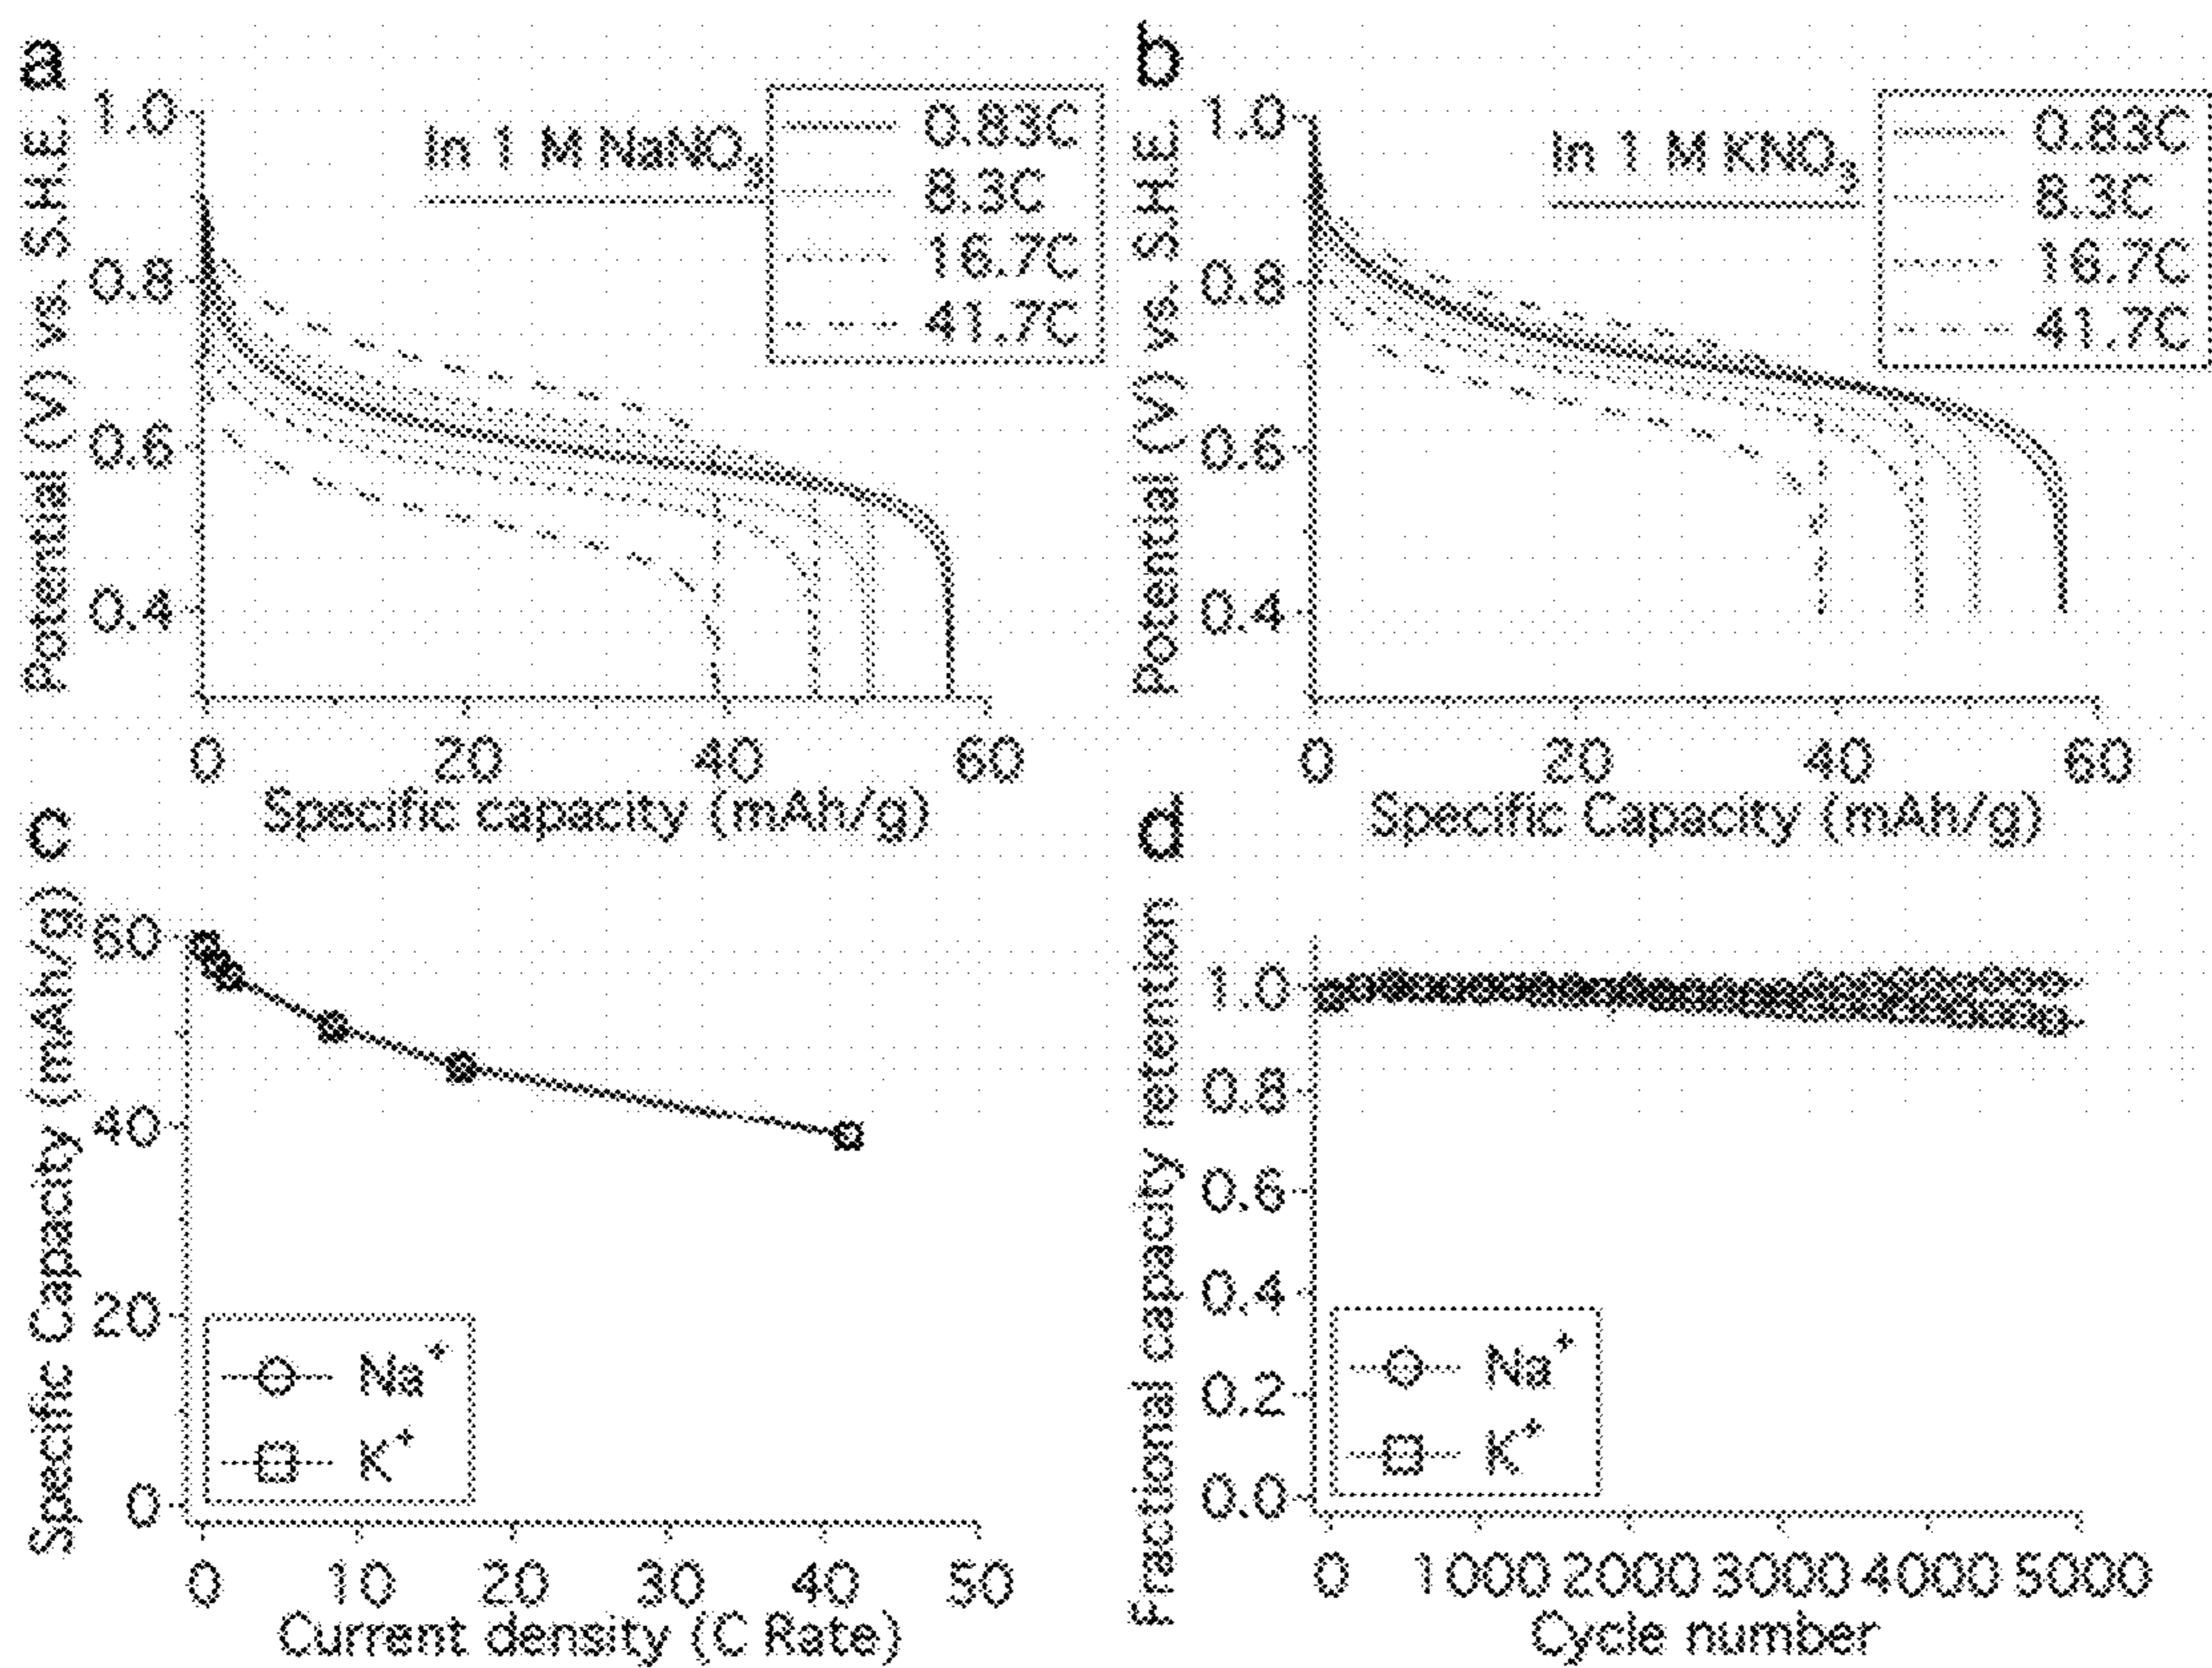 a
Potential (V) vs. S.H.E.
1.0
0.8
0.6
0.4
In 1 M NaNO₃
0.83C
8.3C
16.7C
41.7C
0 20 40 60
Specific capacity (mAh/g)
b
Potential (V) vs. S.H.E.
1.0
0.8
0.6
0.4
In 1 M KNO₃
0.83C
8.3C
16.7C
41.7C
0 20 40 60
Specific Capacity (mAh/g)
c
Specific Capacity (mAh/g)
60
40
20
0
Na⁺
K⁺
0 10 20 30 40 50
Current density (C Rate)
d
Fractional capacity retention
1.0
0.8
0.6
0.4
0.2
0.0
Na⁺
K⁺
0 1000 2000 3000 4000 5000
Cycle number